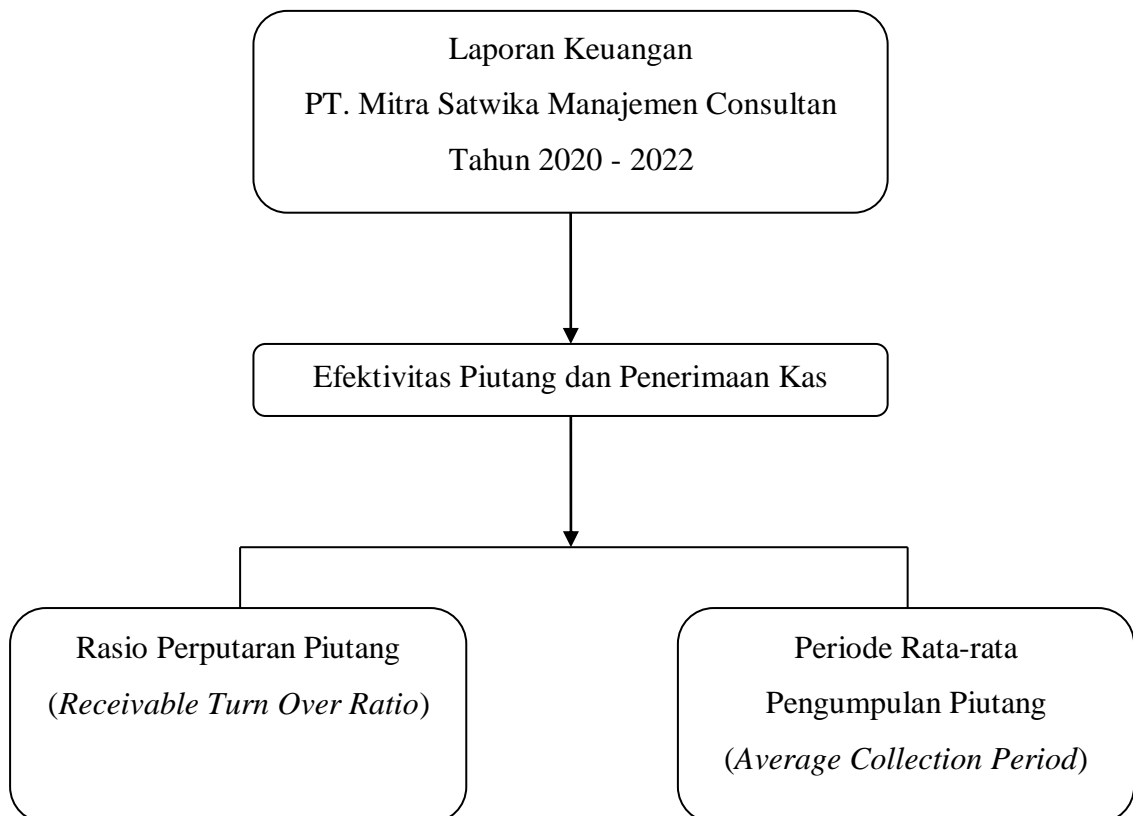 Laporan Keuangan
PT. Mitra Satwika Manajemen Consultan
Tahun 2020 - 2022
Efektivitas Piutang dan Penerimaan Kas
Rasio Perputaran Piutang
(Receivable Turn Over Ratio)
Periode Rata-rata
Pengumpulan Piutang
(Average Collection Period)